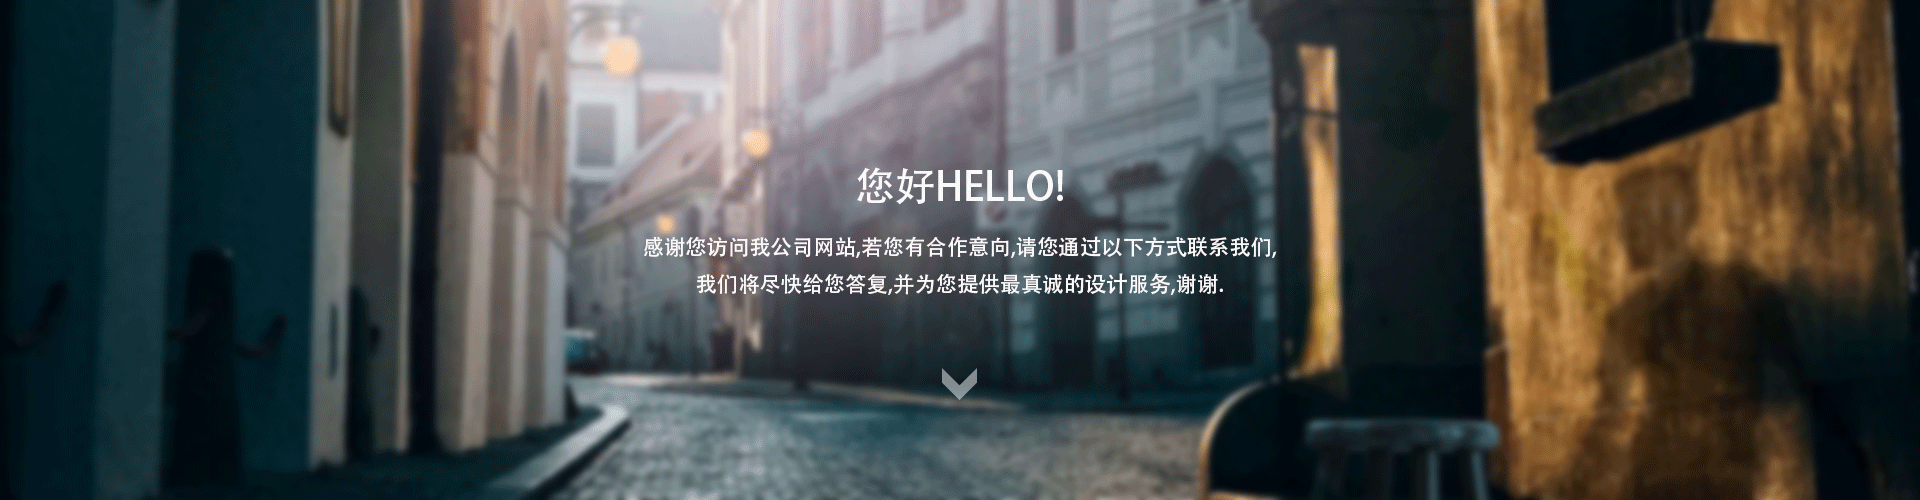 您好HELLO!
感谢您访问我公司网站,若您有合作意向,请您通过以下方式联系我们,
我们将尽快给您答复,并为您提供最真诚的设计服务,谢谢.